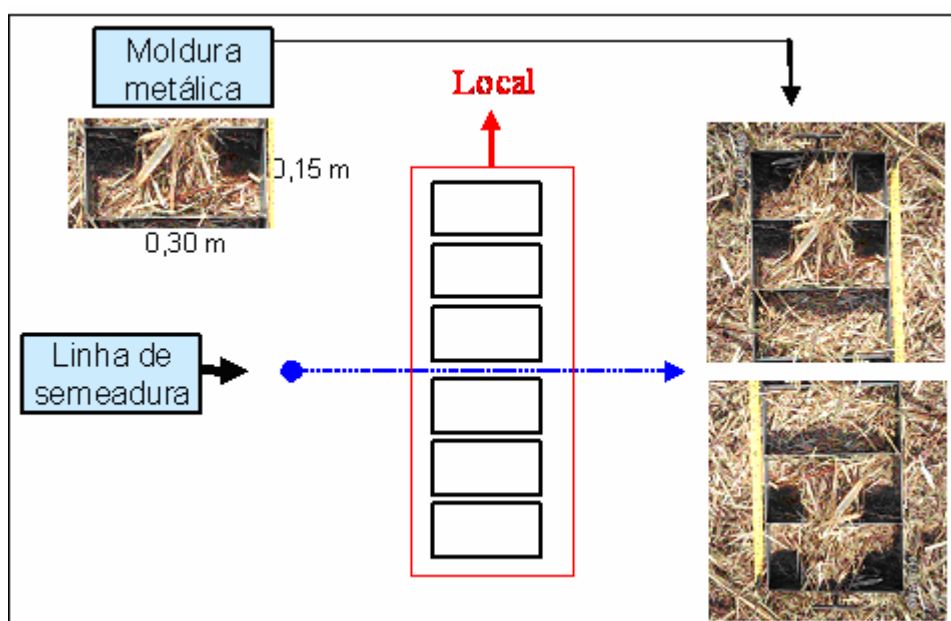 Moldura
metálica
Local
0,15 m
0,30 m
Linha de
semeadura